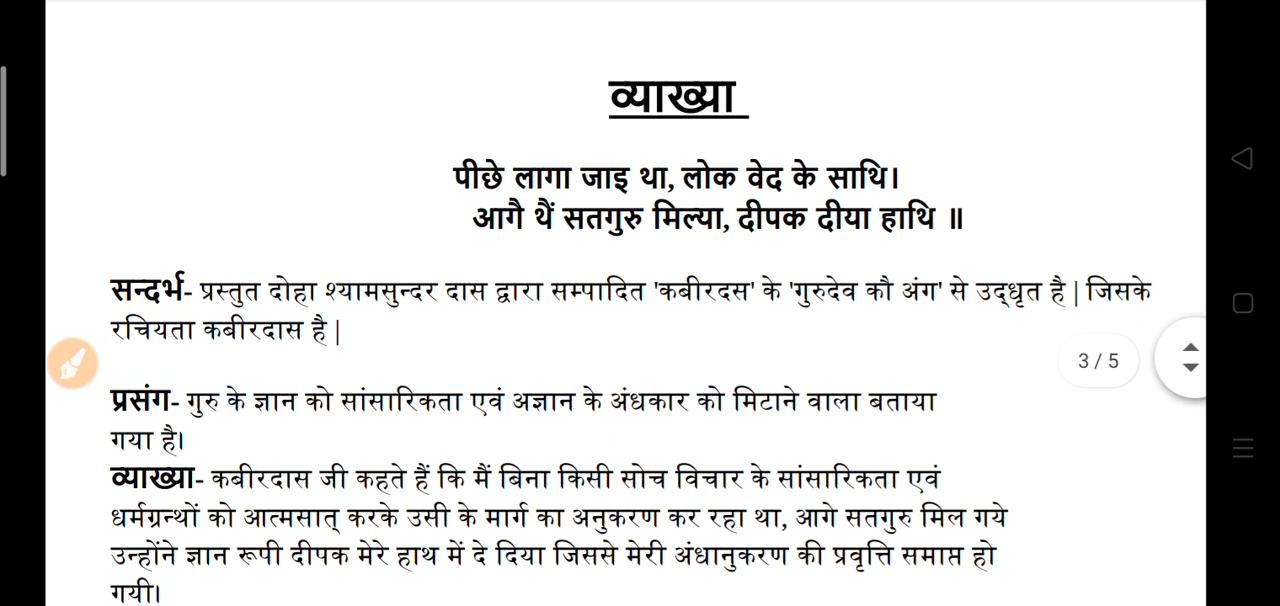 व्याख्या
पीछे लागा जाइ था, लोक वेद के साथि।
आगै थैं सतगुरु मिल्या, दीपक दीया हाथि ॥
सन्दर्भ- प्रस्तुत दोहा श्यामसुन्दर दास द्वारा सम्पादित 'कबीरदस' के 'गुरुदेव कौ अंग' से उद्धृत है | जिसके
रचियता कबीरदास है |
3 / 5
प्रसंग- गुरु के ज्ञान को सांसारिकता एवं अज्ञान के अंधकार को मिटाने वाला बताया
गया है।
व्याख्या- कबीरदास जी कहते हैं कि मैं बिना किसी सोच विचार के सांसारिकता एवं
धर्मग्रन्थों को आत्मसात् करके उसी के मार्ग का अनुकरण कर रहा था, आगे सतगुरु मिल गये
उन्होंने ज्ञान रूपी दीपक मेरे हाथ में दे दिया जिससे मेरी अंधानुकरण की प्रवृत्ति समाप्त हो
गयी।